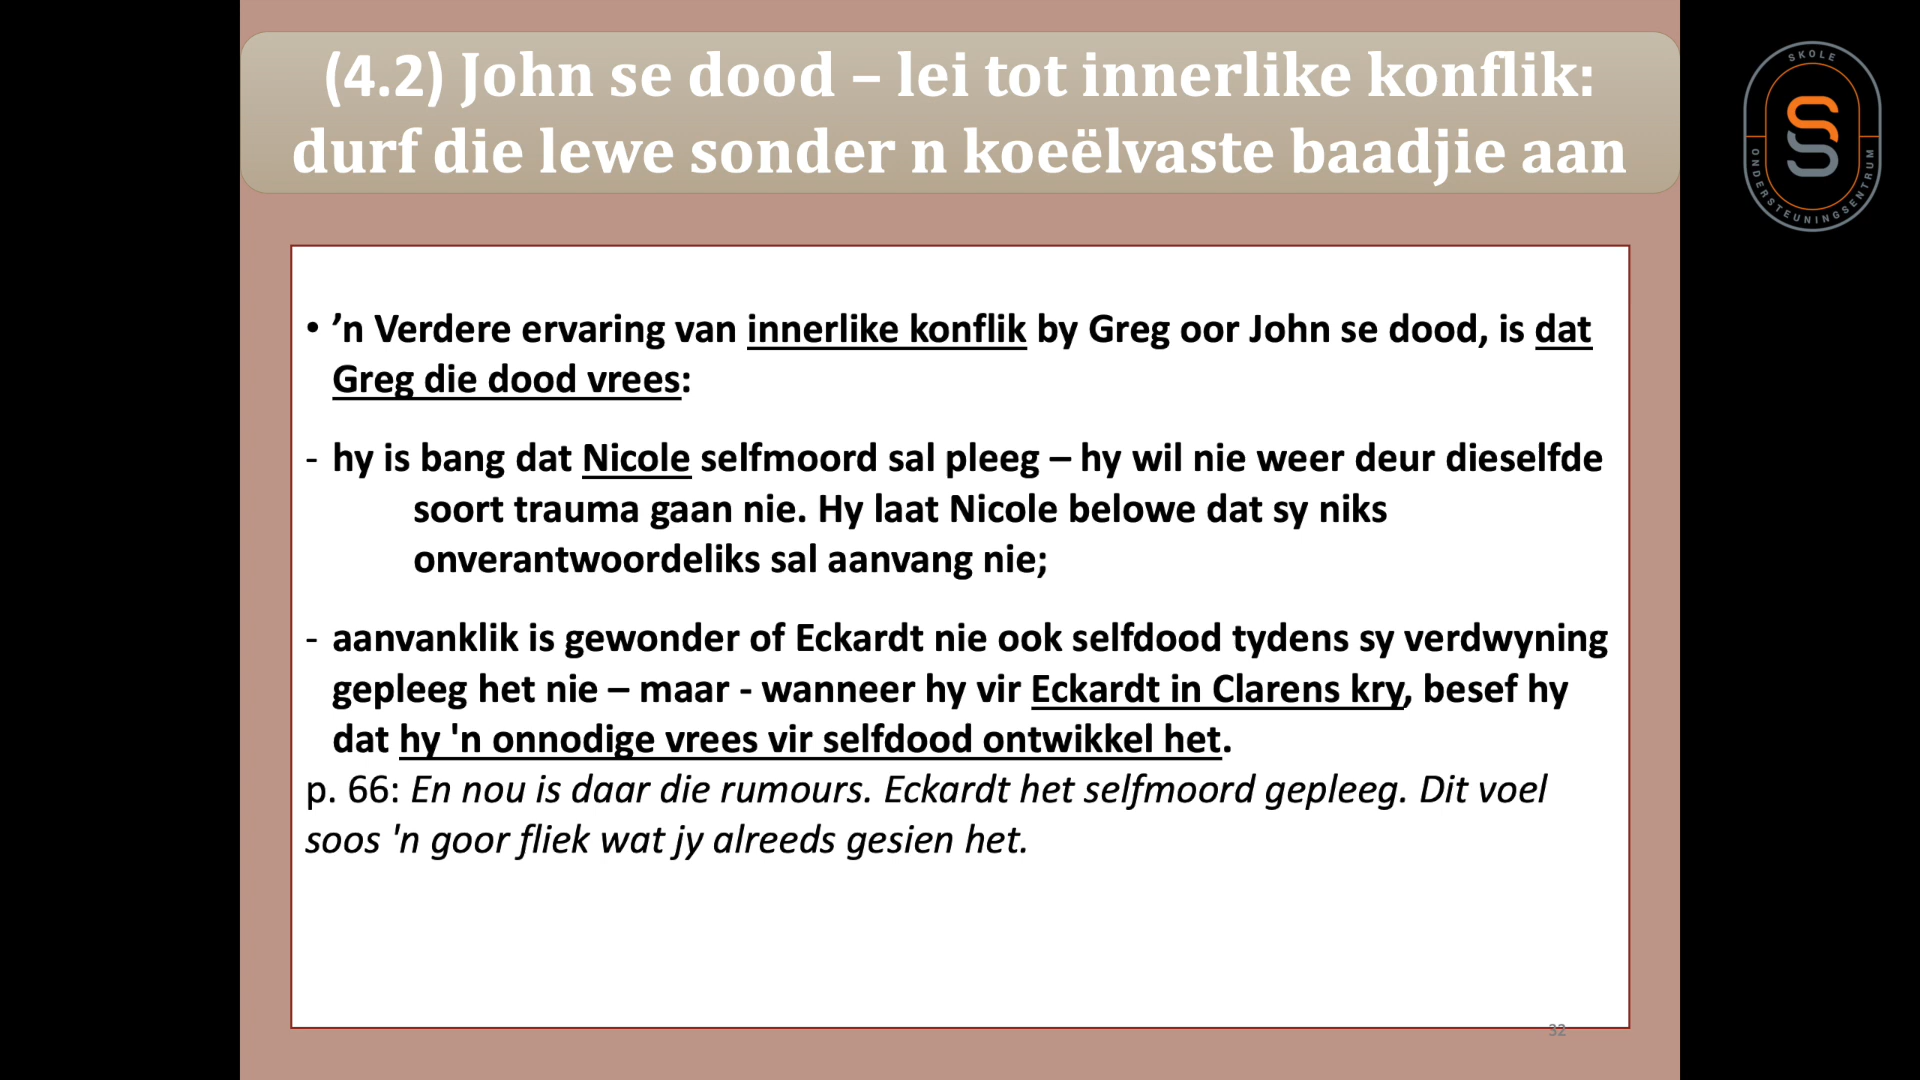 (4.2) John se dood – lei tot innerlike konflik:
durf die lewe sonder n koeëlvaste baadjie aan
SKOLE
SS
ONDERSTEUNINGSENTRUM
• ’n Verdere ervaring van innerlike konflik by Greg oor John se dood, is dat
Greg die dood vrees:
- hy is bang dat Nicole selfmoord sal pleeg – hy wil nie weer deur dieselfde
soort trauma gaan nie. Hy laat Nicole belowe dat sy niks
onverantwoordeliks sal aanvang nie;
- aanvanklik is gewonder of Eckardt nie ook selfdood tydens sy verdwyning
gepleeg het nie – maar - wanneer hy vir Eckardt in Clarens kry, besef hy
dat hy 'n onnodige vrees vir selfdood ontwikkel het.
p. 66: En nou is daar die rumours. Eckardt het selfmoord gepleeg. Dit voel
soos 'n goor fliek wat jy alreeds gesien het.
32